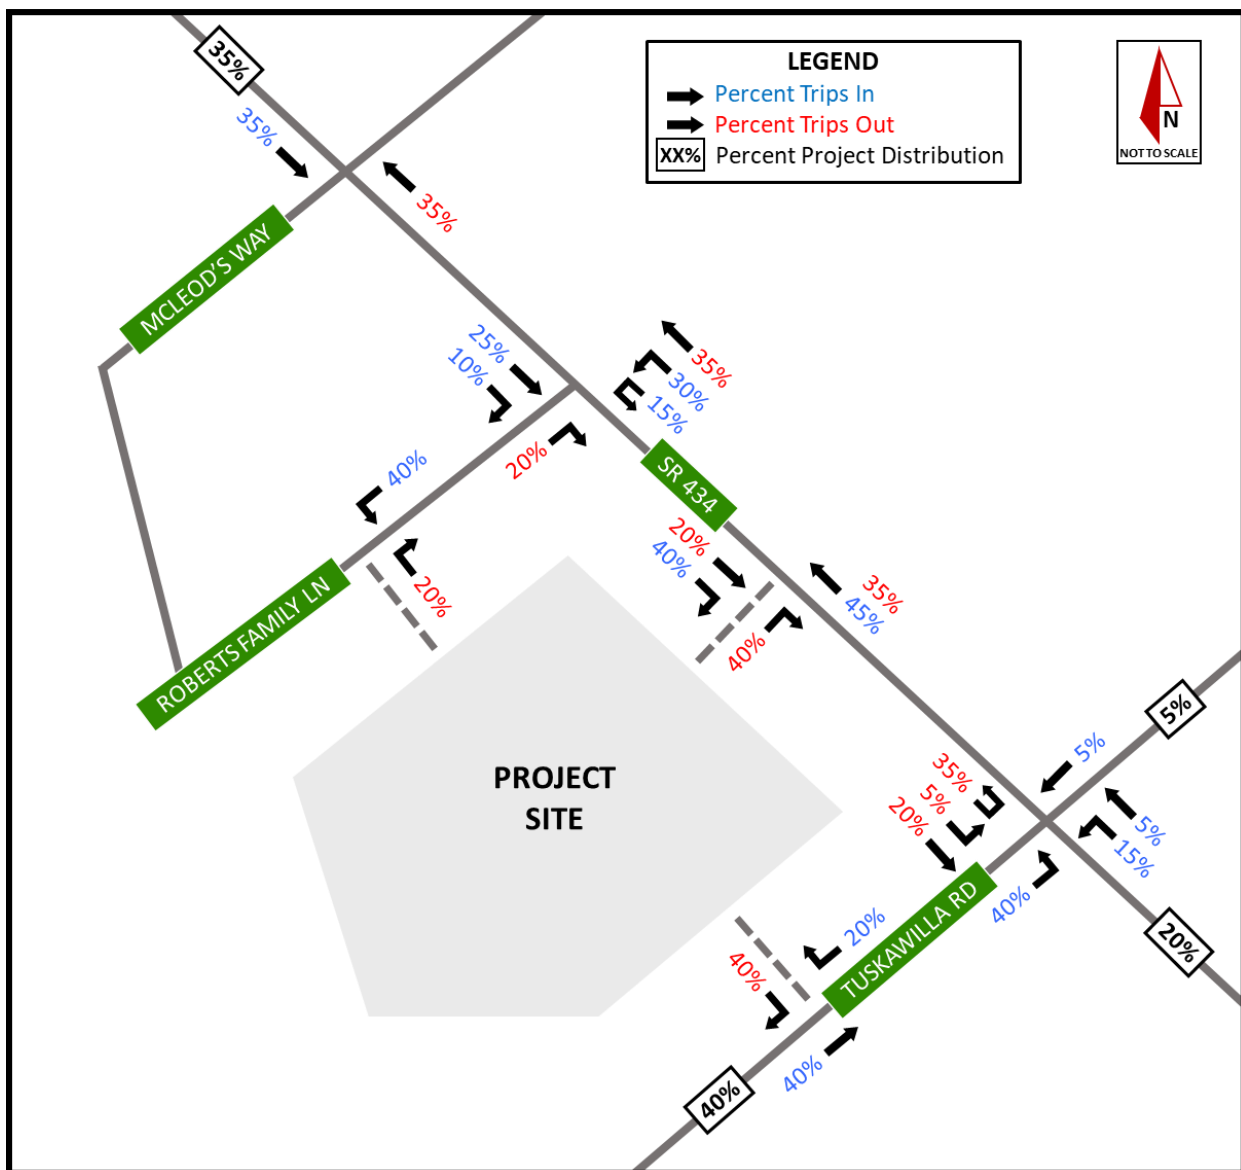 35%
35%
LEGEND
Percent Trips In
Percent Trips Out
XX% Percent Project Distribution
N
NOT TO SCALE
35%
MCLEOD'S WAY
25%
10%
35%
30%
15%
20%
40%
SR 434
20%
40%
35%
45%
20%
40%
ROBERTS FAMILY LN
PROJECT
SITE
5%
5%
35%
5%
20%
5%
15%
40%
20%
TUSKAWILLA RD
20%
40%
40%
40%